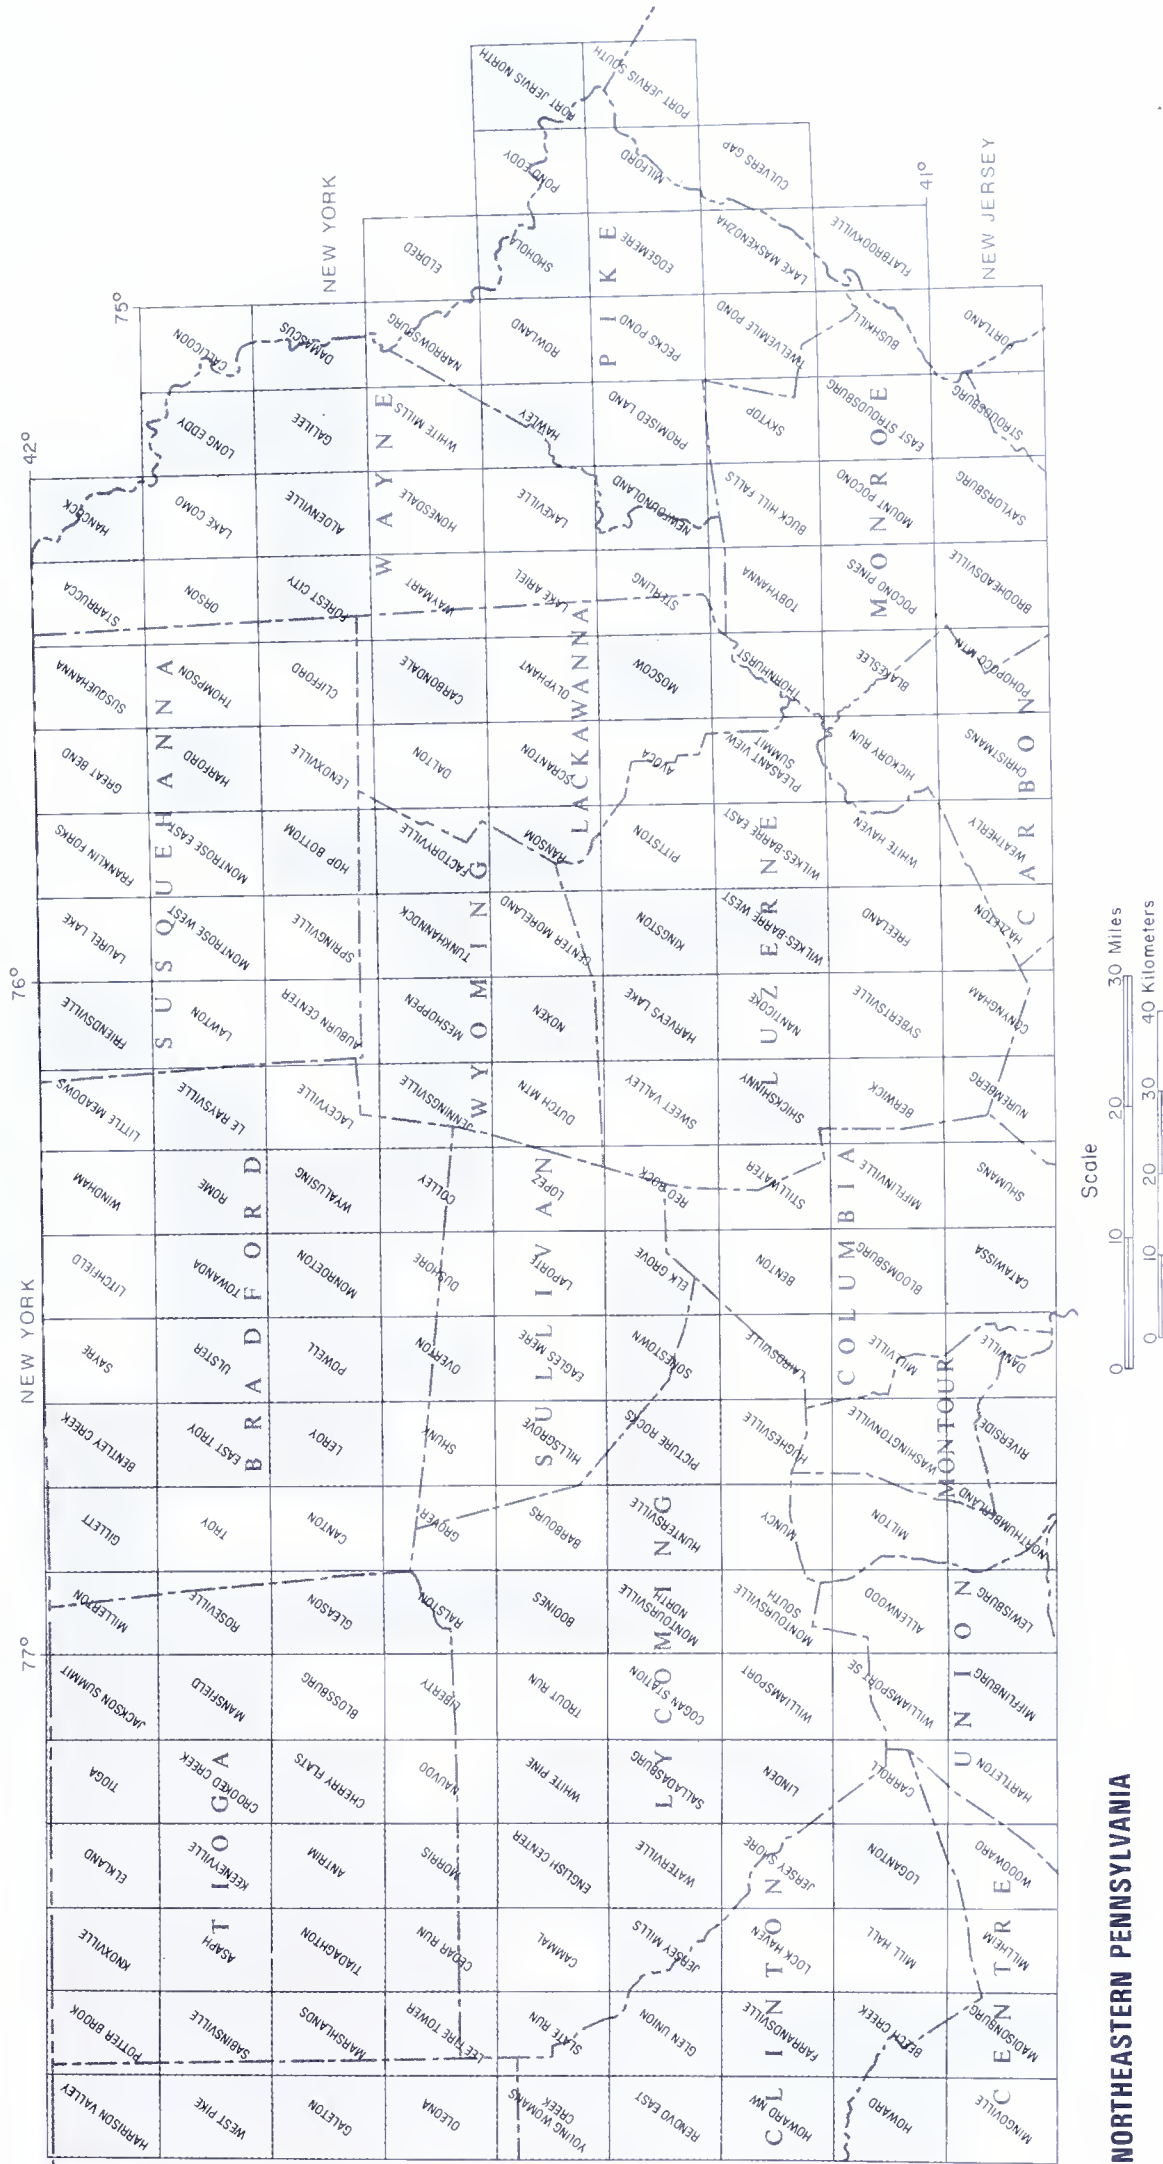 NEW YORK
77°
76°
42°
HARRISON VALLEY
POTTER BROOK
KNOXVILLE
ELKLAND
TIOGA
JACKSON SUMMIT
MILLERTON
GILLETT
BENTLEY CREEK
SAYRE
LITCHFIELD
WINDHAM
LITTLE MEADOWS
FRIENDSVILLE
LAUREL LAKE
FRANKLIN FORKS
GREAT BEND
SUSQUEHANNA
STARRUCCA
HANCOCK
75°
WEST PIKE
SABINSVILLE
ASAPH
KEENEYVILLE
CROOKED CREEK
MANSFIELD
ROSEVILLE
TROY
EAST TROY
ULSTER
TOWANDA
ROME
LE RAYSVILLE
LAWTON
MONTROSE WEST
MONTROSE EAST
HARFORD
THOMPSON
ORSON
LAKE COMO
LONG EDDY
CALLICOON
SUSQUEHANNA
TIOGA
BRADFORD
GALETON
MARSHLANDS
TIADAGHTON
ANTRIM
CHERRY FLATS
BLOSSBURG
GLEASON
CANTON
LEROY
POWELL
MONROETON
WYALUSING
LACEYVILLE
AUBURN CENTER
SPRINGVILLE
HOP BOTTOM
LENOXVILLE
CLIFFORD
FOREST CITY
ALDENVILLE
GALILEE
DAMASCUS
NEW YORK
WAYNE
OLEONA
LEE FIRE TOWER
CEDAR RUN
MORRIS
NAUVOO
LIBERTY
RALSTON
GROVER
SHUNK
OVERTON
DUSHORE
COLLEY
JENNINGSVILLE
MESHOPPEN
TUNKHANNOCK
FACTORYVILLE
DALTON
CARBONDALE
WAYMART
HONESDALE
WHITE MILLS
NARROWSBURG
ELDRED
WYOMING
YOUNG WOMANS CREEK
SLATE RUN
CAMMAL
ENGLISH CENTER
WHITE PINE
TROUT RUN
BODINES
BARBOURS
HILLSGROVE
EAGLES MERE
LAPORTE
LOPEZ
DUTCH MTN
NOXEN
CENTER MORELAND
RANSOM
SCRANTON
OLYPHANT
LAKE ARIEL
LAKEVILLE
HAWLEY
ROWLAND
SHOHOLA
POND EDDY
PORT JERVIS NORTH
SULLIVAN
LACKAWANNA
PIKE
RENOVO EAST
GLEN UNION
JERSEY MILLS
WATERVILLE
SALLADASBURG
COGAN STATION
MONTOURSVILLE NORTH
HUNTERSVILLE
PICTURE ROCKS
SONESTOWN
ELK GROVE
RED ROCK
SWEET VALLEY
HARVEYS LAKE
KINGSTON
PITTSTON
AVOCA
MOSCOW
STERLING
NEWFOUNDLAND
PROMISED LAND
PECKS POND
EDGEMERE
MILFORD
PORT JERVIS SOUTH
LYCOMING
HOWARD NW
FARRANDSVILLE
LOCK HAVEN
JERSEY SHORE
LINDEN
WILLIAMSPORT
MONTOURSVILLE SOUTH
MUNCY
HUGHESVILLE
LAIRDSVILLE
BENTON
STILLWATER
SHICKSHINNY
NANTICOKE
WILKES-BARRE WEST
WILKES-BARRE EAST
PLEASANT VIEW SUMMIT
THORNHURST
TOBYHANNA
BUCK HILL FALLS
SKYTOP
TWELVEMILE POND
LAKE MASKENOZHA
CULVERS GAP
CLINTON
LUZERNE
COLUMBIA
HOWARD
BEECH CREEK
MILL HALL
LOGANTON
CARROLL
WILLIAMSPORT SE
ALLENWOOD
MILTON
WASHINGTONVILLE
MILLVILLE
BLOOMSBURG
MIFFLINVILLE
BERWICK
SYBERTSVILLE
FREELAND
WHITE HAVEN
HICKORY RUN
BLAKESLEE
POCONO PINES
MOUNT POCONO
EAST STROUDSBURG
BUSHKILL
FLATBROOKVILLE
41°
MONROE
MONTOUR
UNION
MINGOVILLE
MADISONBURG
MILLHEIM
WOODWARD
HARTLETON
MIFFLINBURG
LEWISBURG
NORTHUMBERLAND
RIVERSIDE
DANVILLE
CATAWISSA
SHUMANS
NUREMBERG
CONYNGHAM
HAZLETON
WEATHERLY
CHRISTMANS
POHOPOCO MTN
BRODHEADSVILLE
SAYLORSBURG
STROUDSBURG
PORTLAND
NEW JERSEY
CENTRE
CARBON
Scale
0 10 20 30 Miles
0 10 20 30 40 Kilometers
NORTHEASTERN PENNSYLVANIA